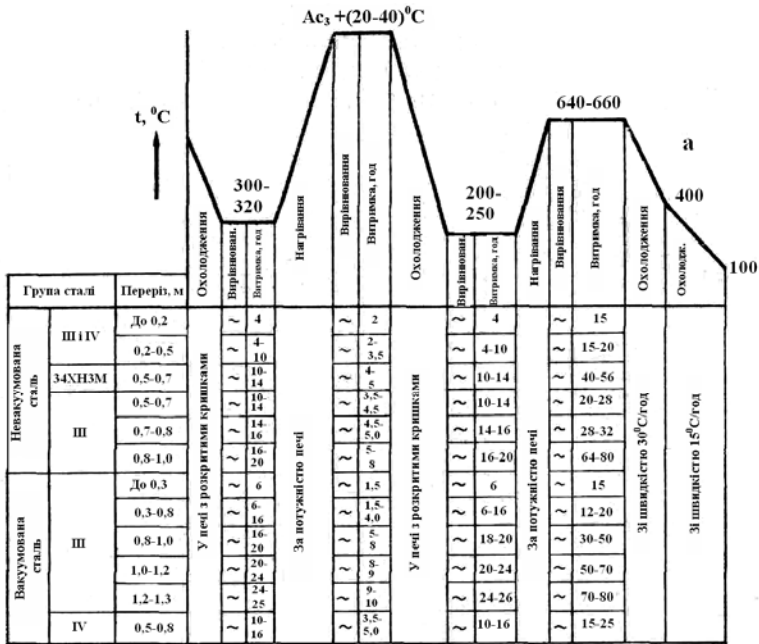 Ac₃ +(20-40)⁰C
t, ⁰C
640-660
а
300-
320
200-
250
400
100
Охолодження
Вирівнюван.
Витримка, год
Нагрівання
Вирівнювання
Витримка, год
Охолодження
Вирівнюван.
Витримка, год
Нагрівання
Вирівнювання
Витримка, год
Охолодження
Охолодж.
Група сталі Переріз, м
Невакуумована
сталь
Вакуумована
сталь
У печі з розкритими кришками
За потужністю печі
У печі з розкритими кришками
За потужністю печі
Зі швидкістю 30⁰C/год
Зі швидкістю 15⁰C/год
III і IV До 0,2 ~ 4 ~ 2 ~ 4 ~ 15
0,2-0,5 ~ 4-10 ~ 2-3,5 ~ 4-10 ~ 15-20
34ХН3М 0,5-0,7 ~ 10-14 ~ 4-5 ~ 10-14 ~ 40-56
III 0,5-0,7 ~ 10-14 ~ 3,5-4,5 ~ 10-14 ~ 20-28
0,7-0,8 ~ 14-16 ~ 4,5-5,0 ~ 14-16 ~ 28-32
0,8-1,0 ~ 16-20 ~ 5-8 ~ 16-20 ~ 64-80
III До 0,3 ~ 6 ~ 1,5 ~ 6 ~ 15
0,3-0,8 ~ 6-16 ~ 1,5-4,0 ~ 6-16 ~ 12-20
0,8-1,0 ~ 16-20 ~ 5-8 ~ 18-20 ~ 30-50
1,0-1,2 ~ 20-24 ~ 8-9 ~ 20-24 ~ 50-70
1,2-1,3 ~ 24-25 ~ 9-10 ~ 24-26 ~ 70-80
IV 0,5-0,8 ~ 10-16 ~ 3,5-5,0 ~ 10-16 ~ 15-25